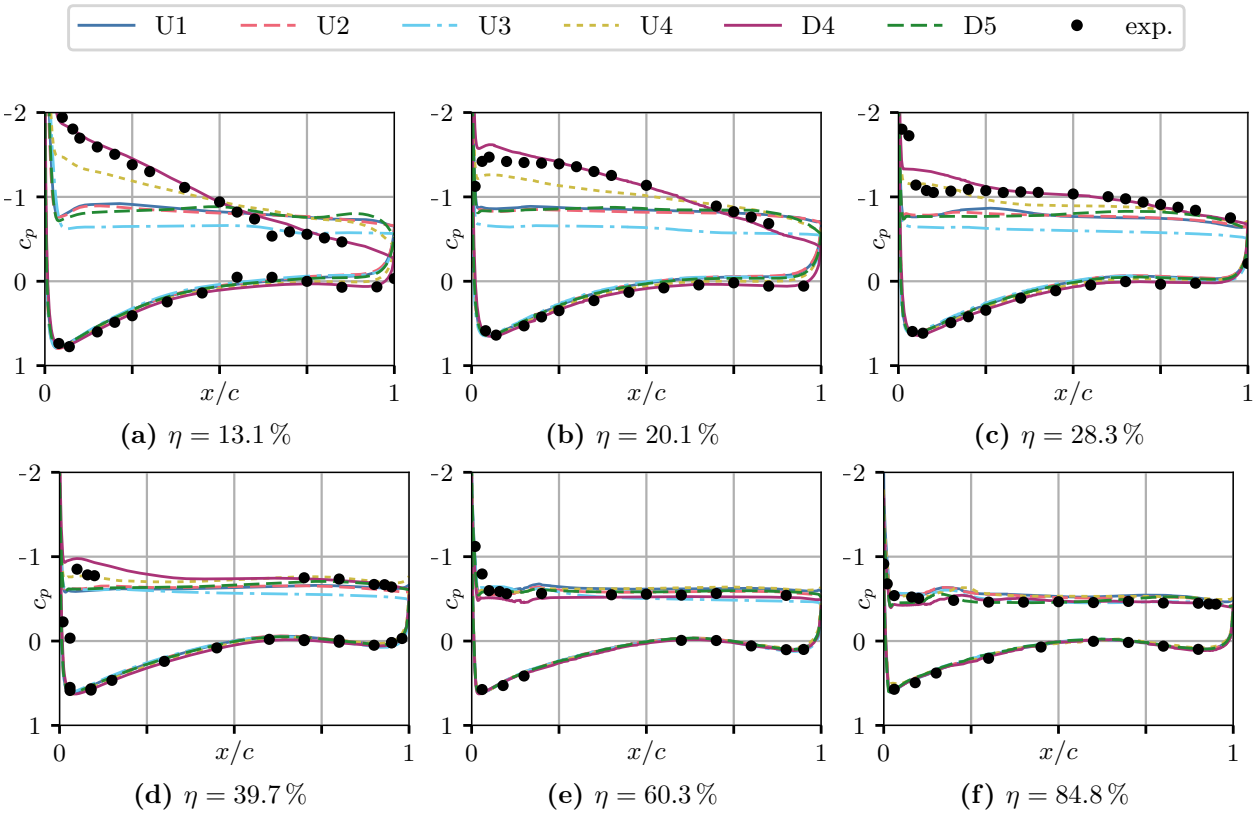 U1 U2 U3 U4 D4 D5 exp.
-2 -2 -2
-1 -1 -1
c_p c_p c_p
0 0 0
1 1 1
0 x/c 1 0 x/c 1 0 x/c 1
(a) η = 13.1 % (b) η = 20.1 % (c) η = 28.3 %
-2 -2 -2
-1 -1 -1
c_p c_p c_p
0 0 0
1 1 1
0 x/c 1 0 x/c 1 0 x/c 1
(d) η = 39.7 % (e) η = 60.3 % (f) η = 84.8 %